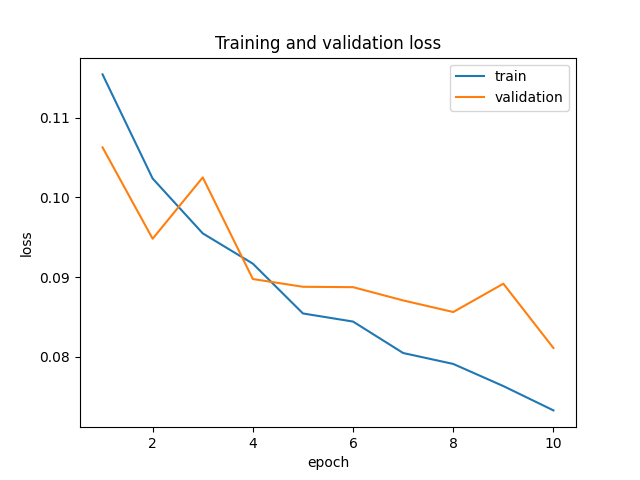 Training and validation loss
train
validation
0.11
0.10
0.09
0.08
loss
2
4
6
8
10
epoch